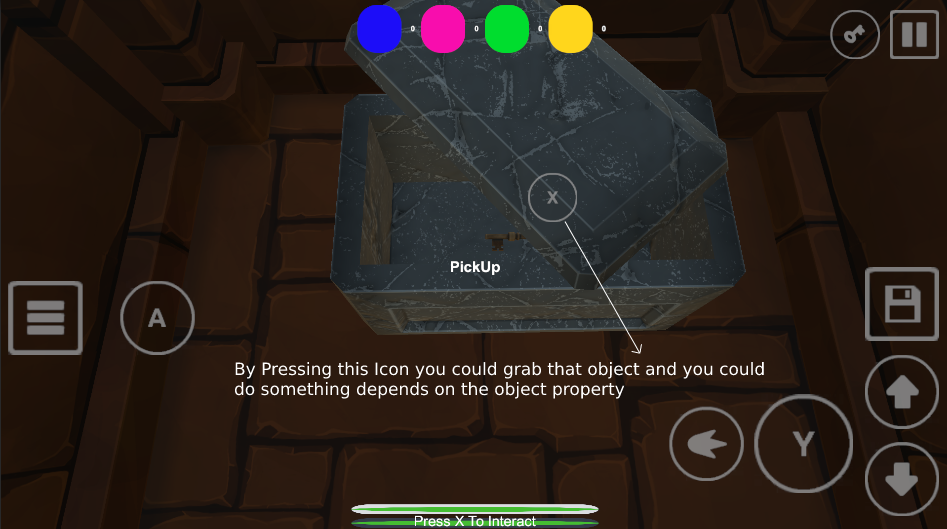 0 0 0 0
X
PickUp
A
By Pressing this Icon you could grab that object and you could
do something depends on the object property
Y
Press X To Interact